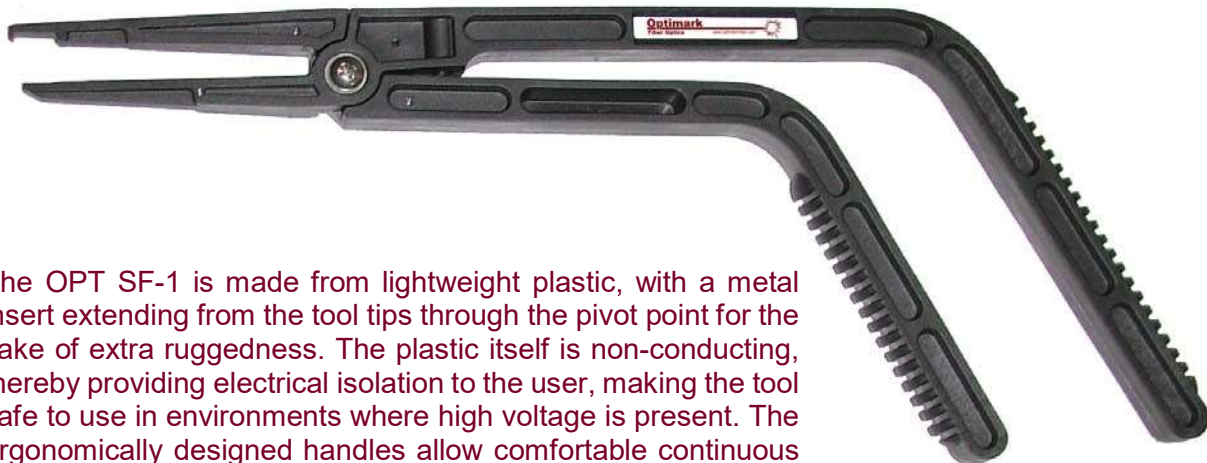 Optimark
Fiber Optics
he OPT SF-1 is made from lightweight plastic, with a metal
nsert extending from the tool tips through the pivot point for the
ake of extra ruggedness. The plastic itself is non-conducting,
hereby providing electrical isolation to the user, making the tool
afe to use in environments where high voltage is present. The
rgonomically designed handles allow comfortable continuous